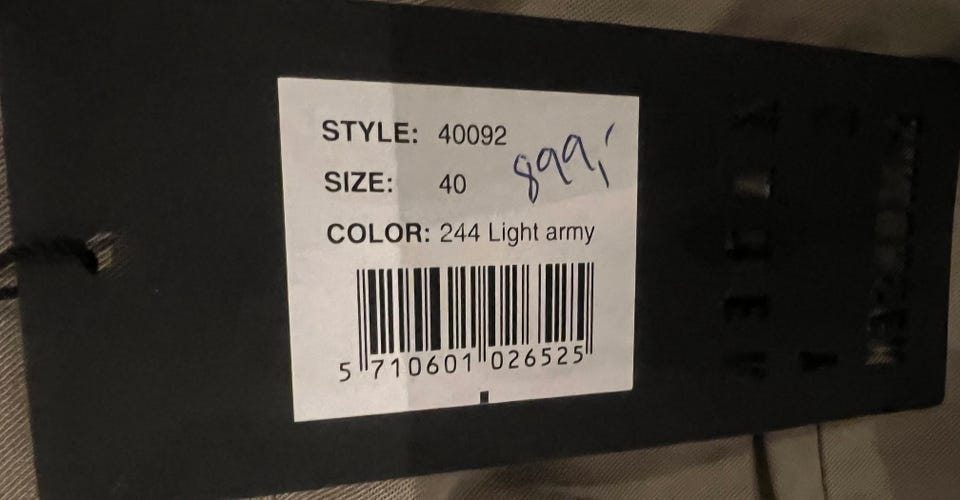 STYLE: 40092
899,-
SIZE: 40
COLOR: 244 Light army
5 710601 026525